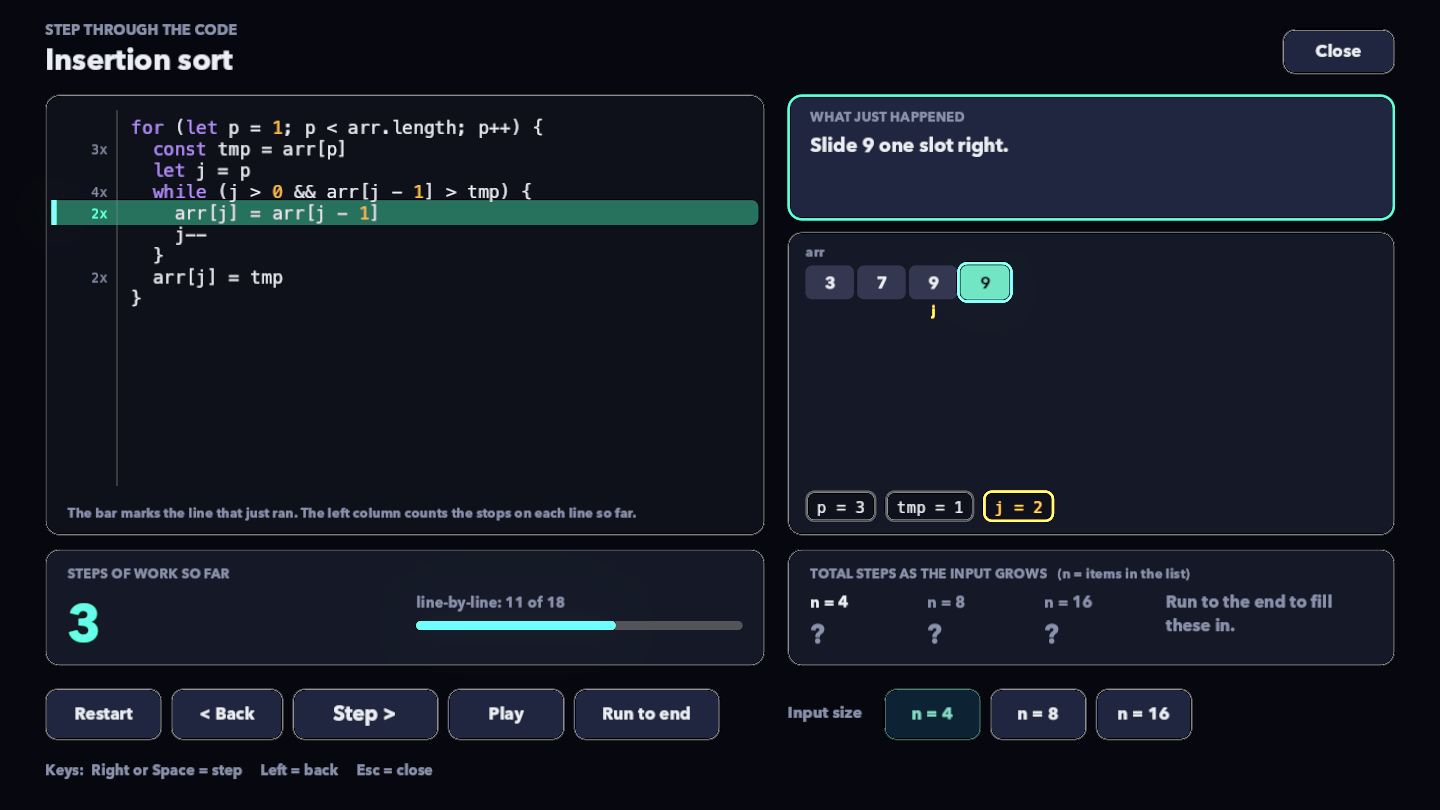 STEP THROUGH THE CODE
Insertion sort
Close
for (let p = 1; p < arr.length; p++) {
3x const tmp = arr[p]
let j = p
4x while (j > 0 && arr[j - 1] > tmp) {
2x arr[j] = arr[j - 1]
j--
}
2x arr[j] = tmp
}
The bar marks the line that just ran. The left column counts the stops on each line so far.
WHAT JUST HAPPENED
Slide 9 one slot right.
arr
3 7 9 9
j
p = 3 tmp = 1 j = 2
STEPS OF WORK SO FAR
3
line-by-line: 11 of 18
TOTAL STEPS AS THE INPUT GROWS (n = items in the list)
n = 4 n = 8 n = 16
? ? ?
Run to the end to fill
these in.
Restart < Back Step > Play Run to end
Input size n = 4 n = 8 n = 16
Keys: Right or Space = step Left = back Esc = close